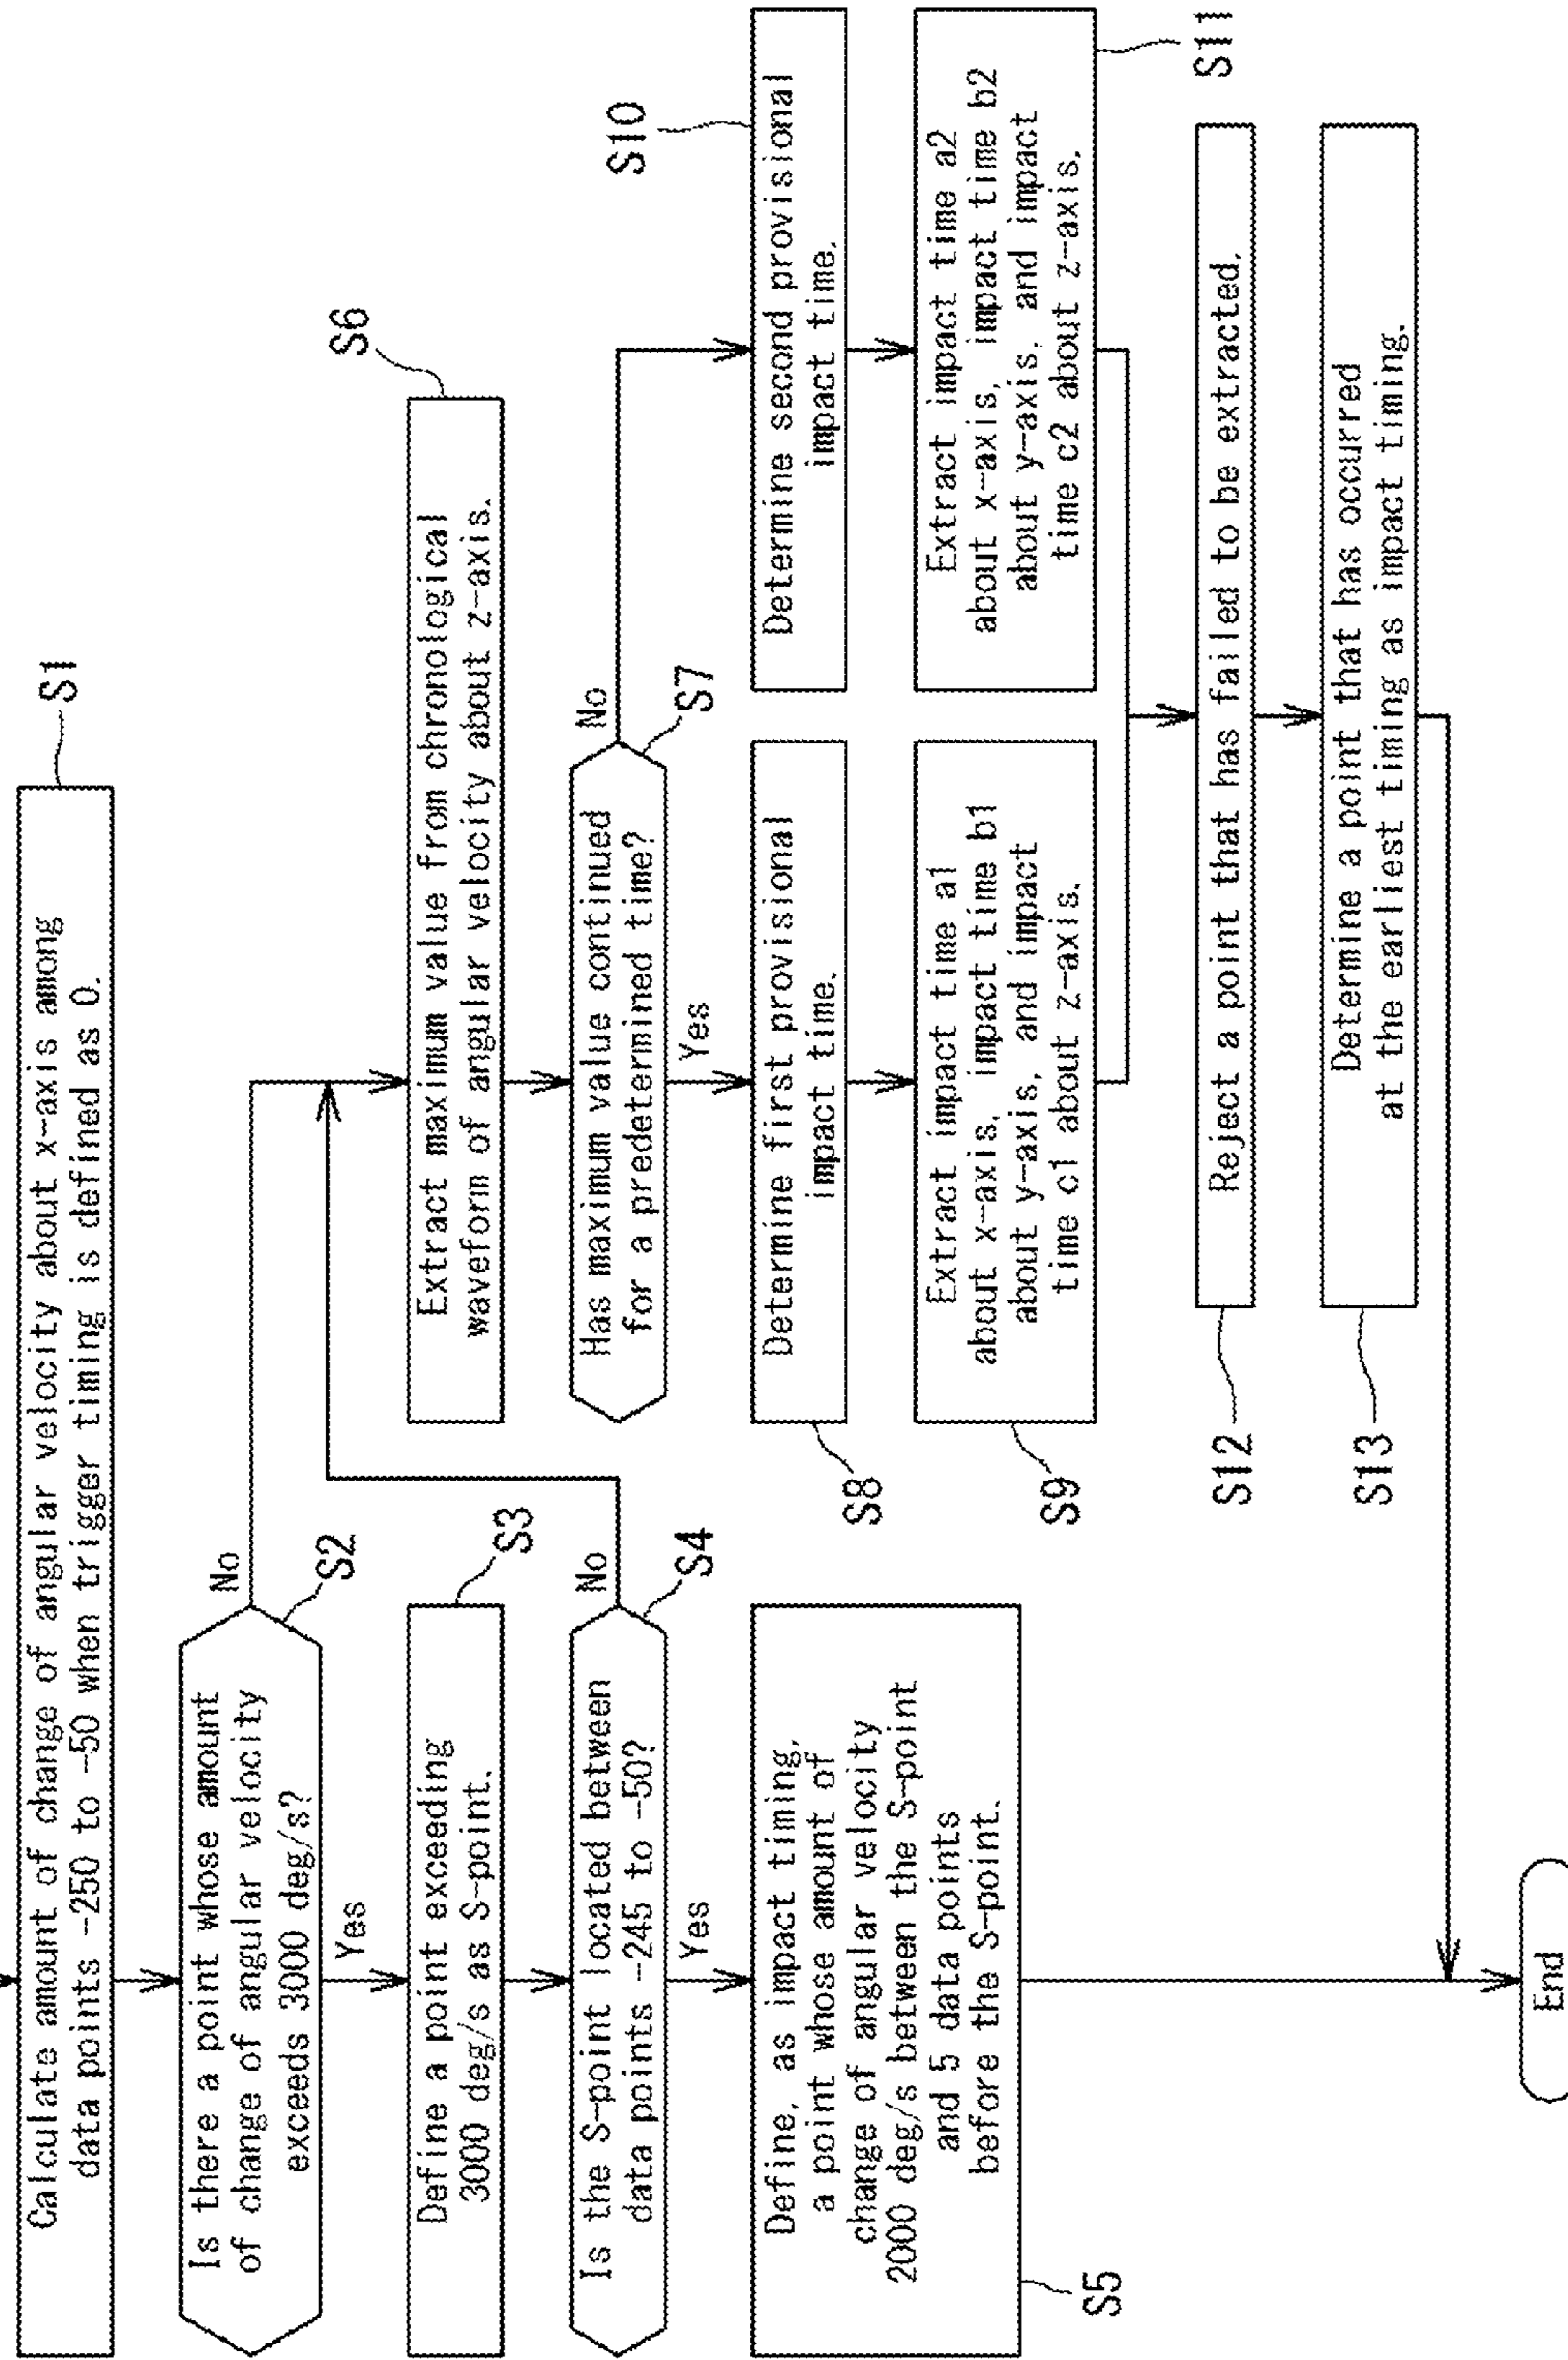 Calculate amount of change of angular velocity about x-axis among
data points -250 to -50 when trigger timing is defined as 0.
S1
Is there a point whose amount
of change of angular velocity
exceeds 3000 deg/s?
No
S2
Yes
Define a point exceeding
3000 deg/s as S-point.
S3
Is the S-point located between
data points -245 to -50?
No
S4
Yes
Define, as impact timing,
a point whose amount of
change of angular velocity
2000 deg/s between the S-point
and 5 data points
before the S-point.
S5
Extract maximum value from chronological
waveform of angular velocity about z-axis.
S6
Has maximum value continued
for a predetermined time?
No
S7
Yes
Determine first provisional
impact time.
S8
Extract impact time a1
about x-axis, impact time b1
about y-axis, and impact
time c1 about z-axis.
S9
Determine second provisional
impact time.
S10
Extract impact time a2
about x-axis, impact time b2
about y-axis, and impact
time c2 about z-axis.
S11
Reject a point that has failed to be extracted.
S12
Determine a point that has occurred
at the earliest timing as impact timing.
S13
End